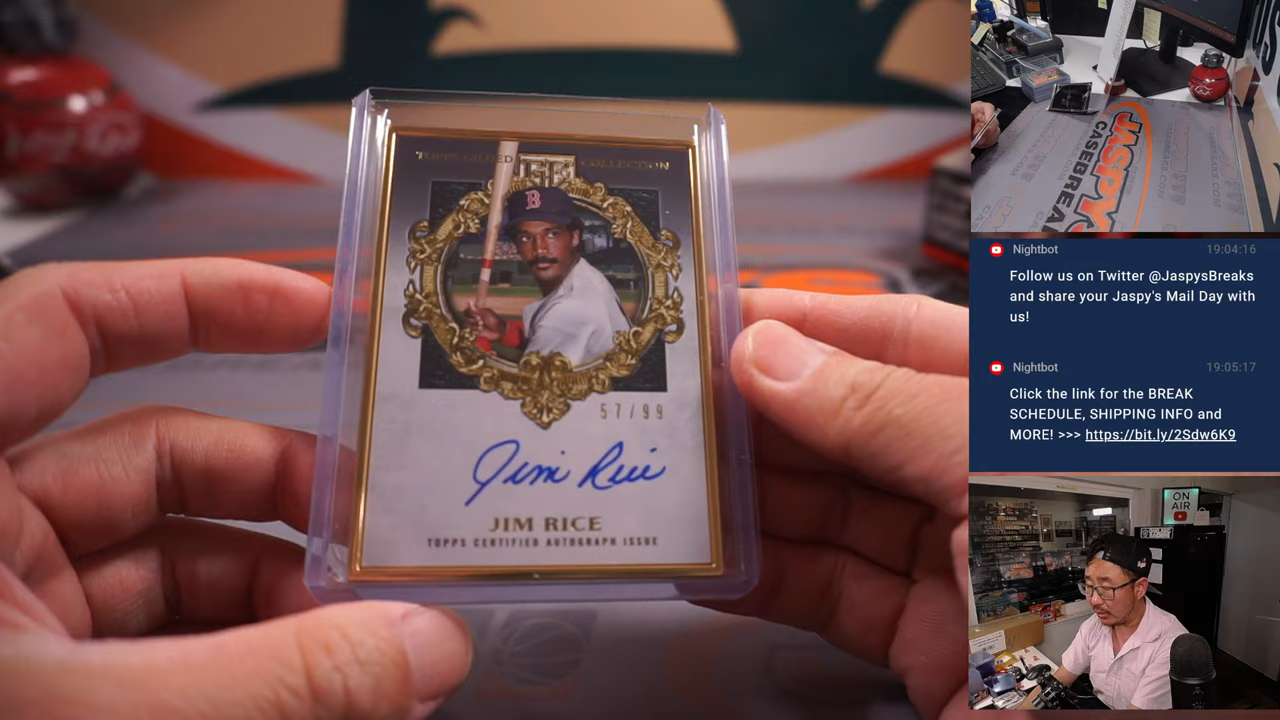 TOPPS GILDED COLLECTION
B
57/99
Jim Rice
JIM RICE
TOPPS CERTIFIED AUTOGRAPH ISSUE
JASPYS
CASEBREAK
Nightbot 19:04:16
Follow us on Twitter @JaspysBreaks
and share your Jaspy's Mail Day with
us!
Nightbot 19:05:17
Click the link for the BREAK
SCHEDULE, SHIPPING INFO and
MORE! >>> https://bit.ly/2Sdw6K9
ON
AIR